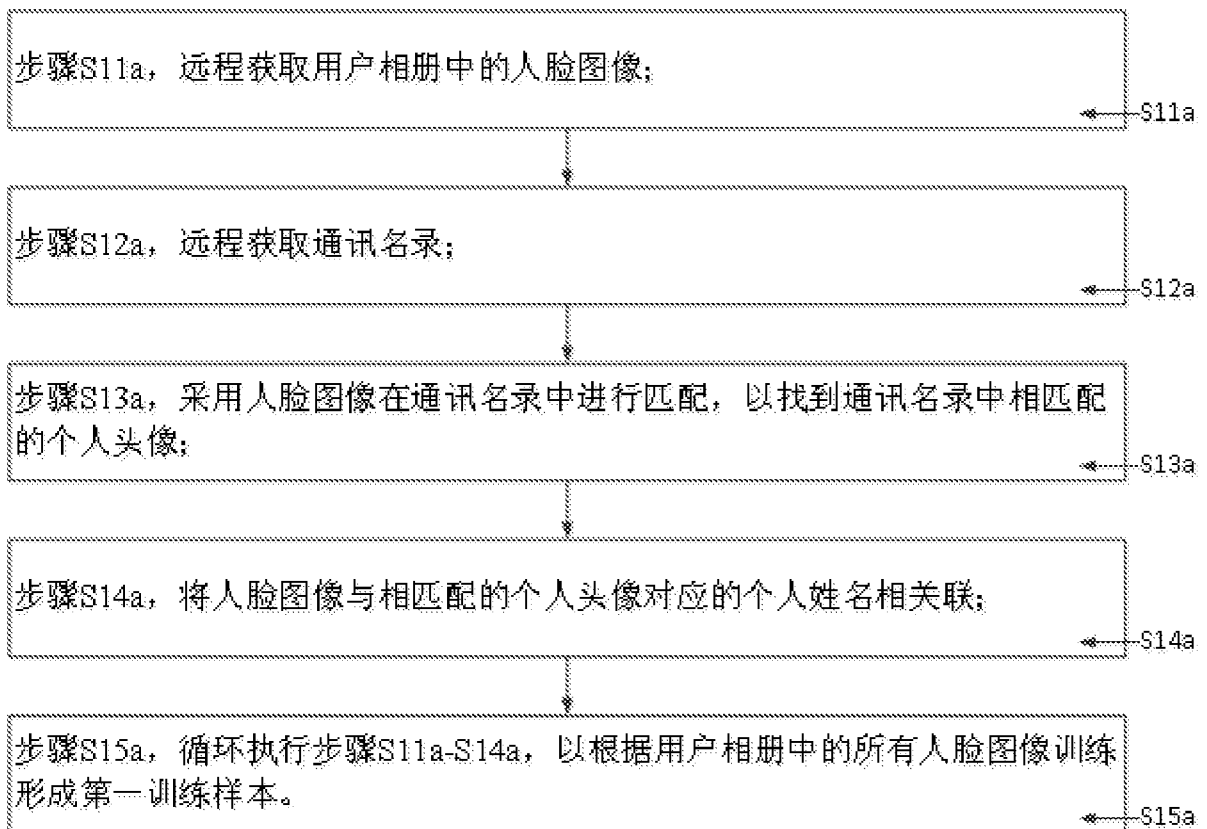 步骤S11a，远程获取用户相册中的人脸图像；
S11a
步骤S12a，远程获取通讯名录；
S12a
步骤S13a，采用人脸图像在通讯名录中进行匹配，以找到通讯名录中相匹配
的个人头像；
S13a
步骤S14a，将人脸图像与相匹配的个人头像对应的个人姓名相关联；
S14a
步骤S15a，循环执行步骤S11a-S14a，以根据用户相册中的所有人脸图像训练
形成第一训练样本。
S15a